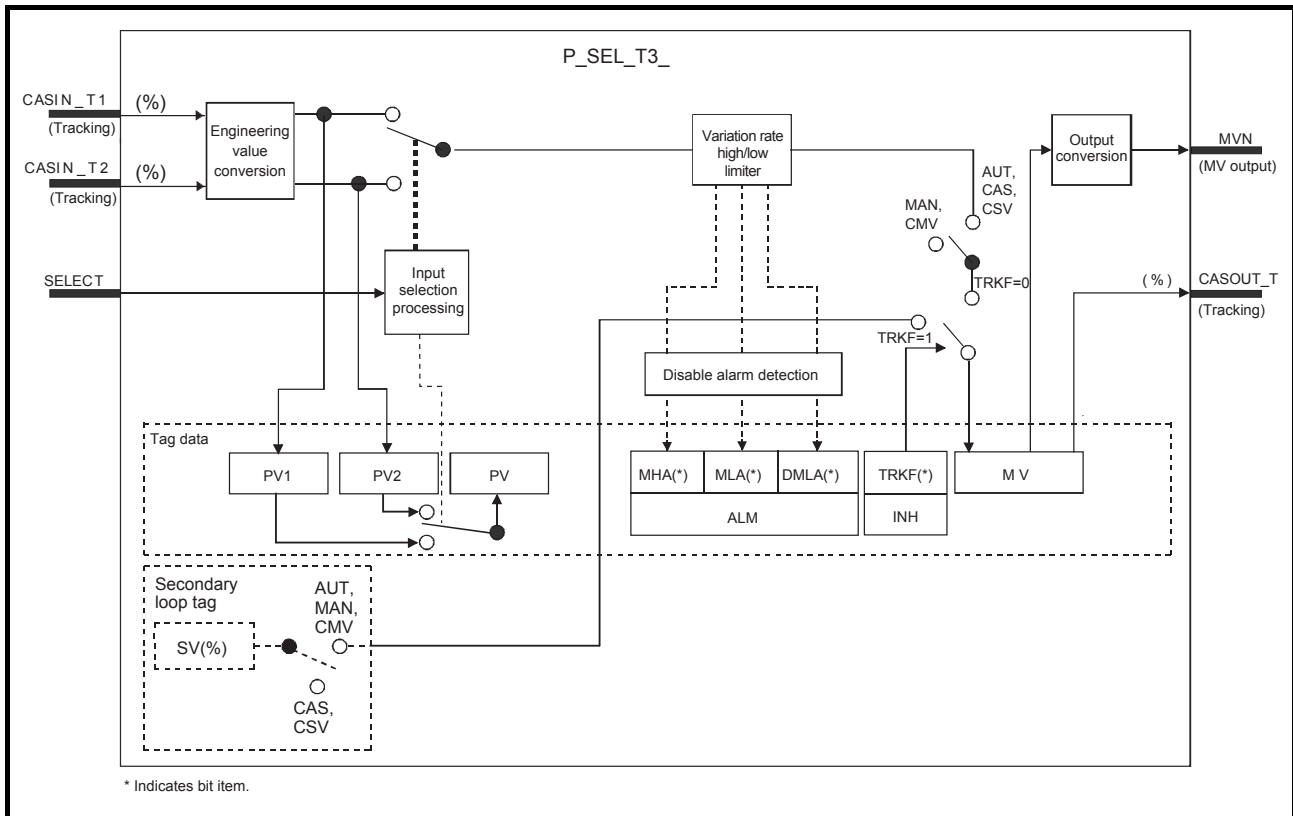 P_SEL_T3_
CASIN_T1
(%)
(Tracking)
CASIN_T2
(%)
(Tracking)
Engineering
value
conversion
SELECT
Input
selection
processing
Variation rate
high/low
limiter
Output
conversion
MVN
(MV output)
AUT,
CAS,
CSV
MAN,
CMV
TRKF=0
(%)
CASOUT_T
(Tracking)
TRKF=1
Disable alarm detection
Tag data
PV1
PV2
PV
MHA(*)
MLA(*)
DMLA(*)
ALM
TRKF(*)
INH
M V
Secondary
loop tag
SV(%)
AUT,
MAN,
CMV
CAS,
CSV
* Indicates bit item.